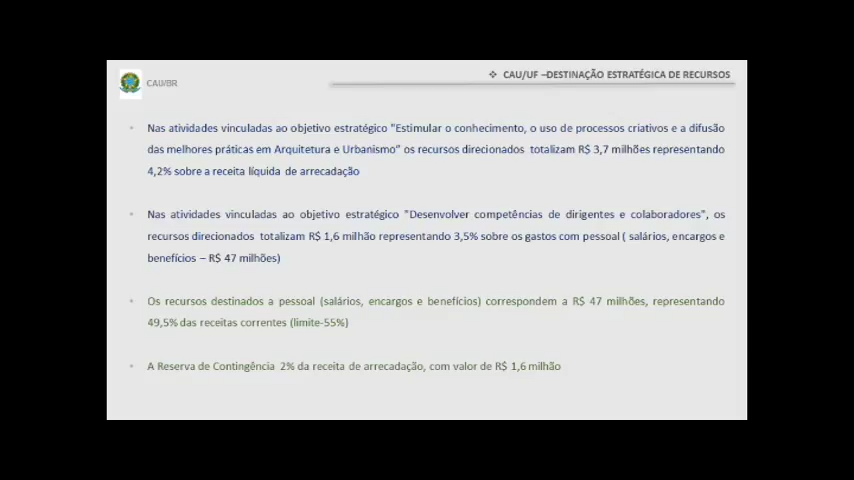 CAU/BR
❖ CAU/UF –DESTINAÇÃO ESTRATÉGICA DE RECURSOS
• Nas atividades vinculadas ao objetivo estratégico "Estimular o conhecimento, o uso de processos criativos e a difusão
das melhores práticas em Arquitetura e Urbanismo" os recursos direcionados totalizam R$ 3,7 milhões representando
4,2% sobre a receita líquida de arrecadação
• Nas atividades vinculadas ao objetivo estratégico "Desenvolver competências de dirigentes e colaboradores", os
recursos direcionados totalizam R$ 1,6 milhão representando 3,5% sobre os gastos com pessoal ( salários, encargos e
benefícios – R$ 47 milhões)
• Os recursos destinados a pessoal (salários, encargos e benefícios) correspondem a R$ 47 milhões, representando
49,5% das receitas correntes (limite-55%)
• A Reserva de Contingência 2% da receita de arrecadação, com valor de R$ 1,6 milhão